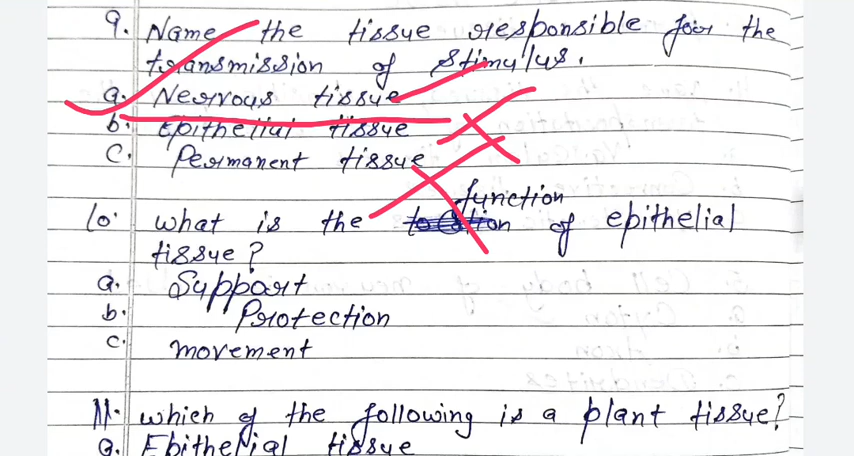 9. Name the tissue responsible for the
transmission of stimulus.
a. Nervous tissue
b. Epithelial tissue
c. Permanent tissue
10. what is the function of epithelial
tissue?
a. Support
b. Protection
c. movement
11. which of the following is a plant tissue?
a. Epithelial tissue